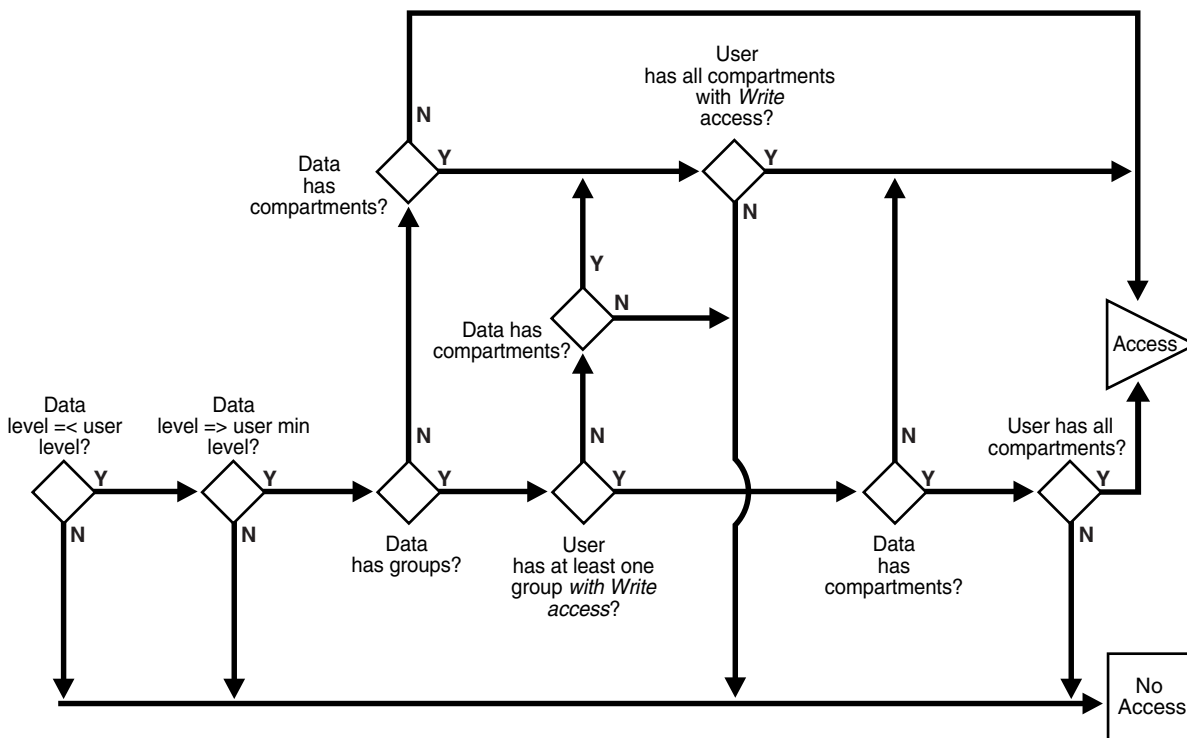 User
has all compartments
with Write
access?
N
Y
Y
Data
has
compartments?
N
Y
N
Data has
compartments?
Access
Data
level =< user
level?
Data
level => user min
level?
User has all
compartments?
N
N
N
Y
Y
Y
Y
Y
Y
N
N
N
Data
has groups?
User
has at least one
group with Write
access?
Data
has
compartments?
No
Access